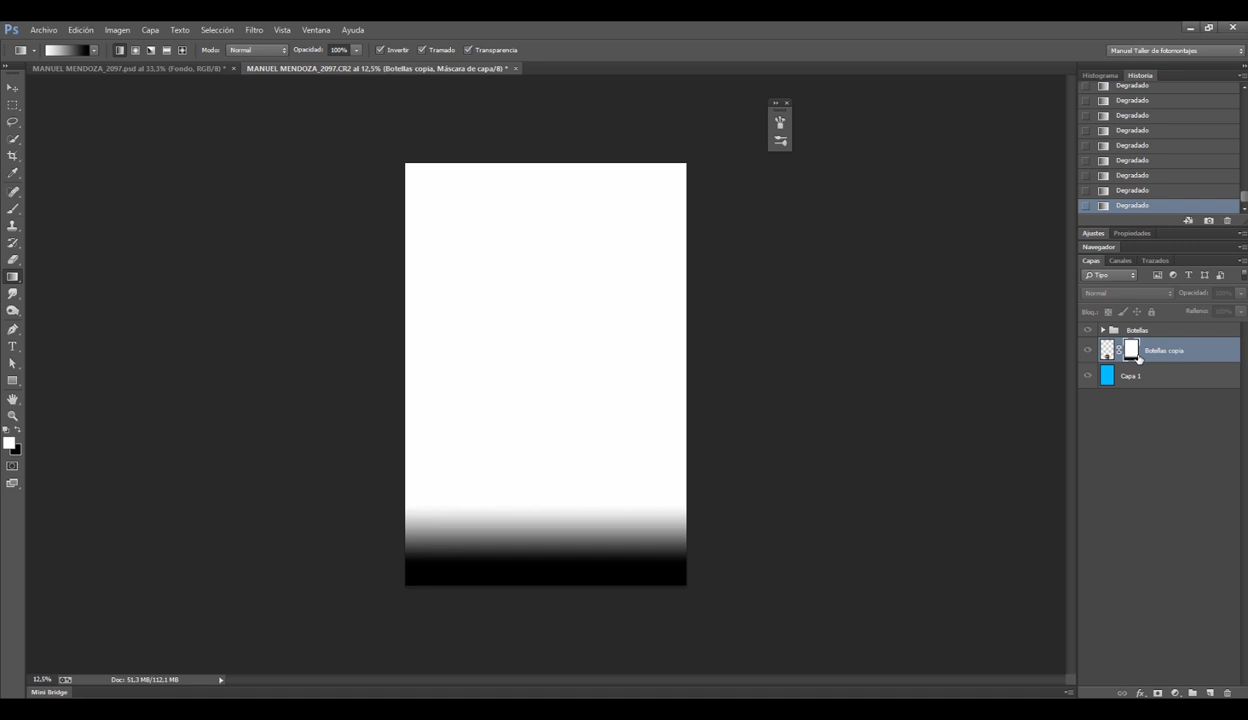 Ps Archivo Edición Imagen Capa Texto Selección Filtro Vista Ventana Ayuda
Modo: Normal Opacidad: 100% Invertir Tramado Transparencia Manuel Taller de fotomontajes
MANUEL MENDOZA_2097.psd al 33,3% (Fondo, RGB/8) * × MANUEL MENDOZA_2097.CR2 al 12,5% (Botellas copia, Máscara de capa/8) * ×
Histograma Historia
Degradado
Degradado
Degradado
Degradado
Degradado
Degradado
Degradado
Degradado
Degradado
Ajustes Propiedades
Navegador
Capas Canales Trazados
Tipo
Normal Opacidad: 100%
Bloq.: Relleno: 100%
Botellas
Botellas copia
Capa 1
12,5% Doc: 51,3 MB/112,1 MB
Mini Bridge